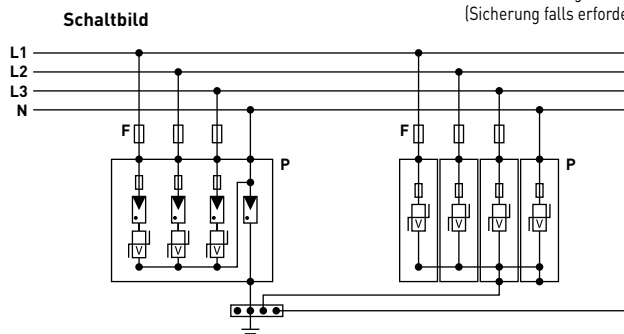 (Sicherung falls erforde
Schaltbild
L1
L2
L3
N
F
F
P
P
V V V
V V V V